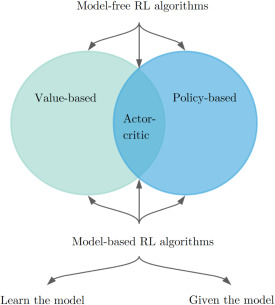 Model-free RL algorithms
Value-based
Policy-based
Actor-
critic
Model-based RL algorithms
Learn the model
Given the model